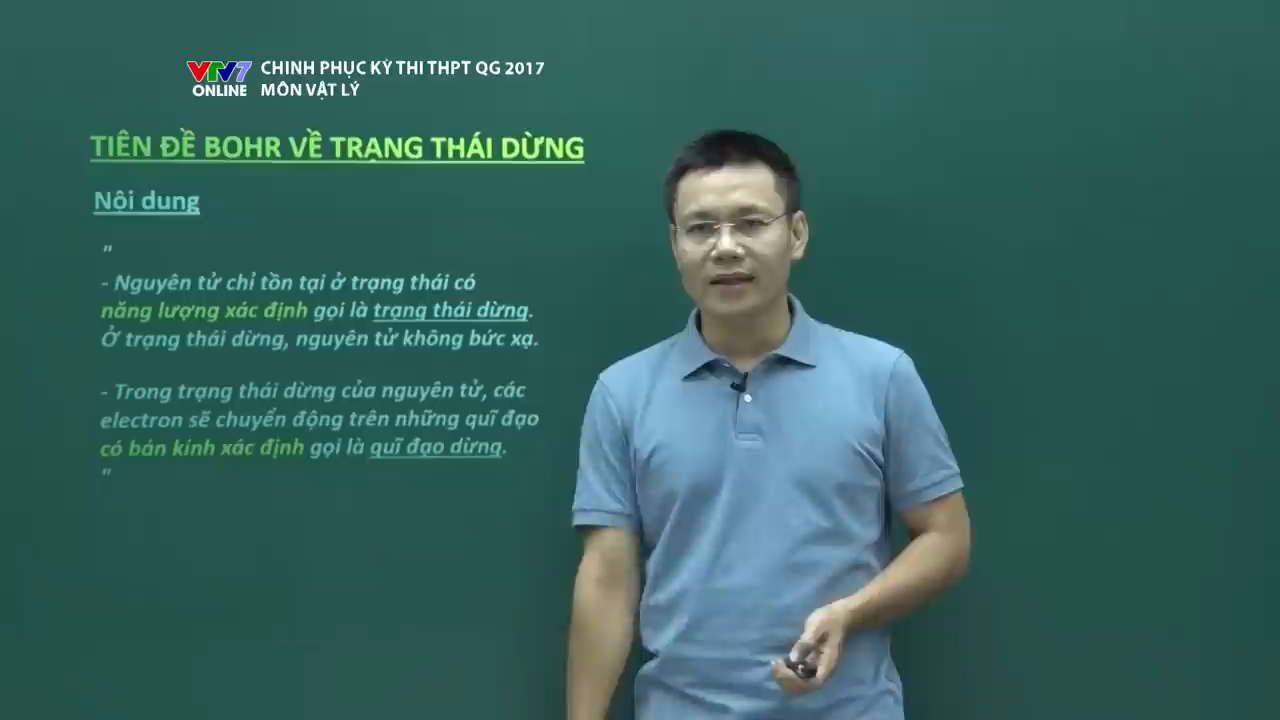 VTV7
ONLINE
CHINH PHỤC KỲ THI THPT QG 2017
MÔN VẬT LÝ
TIÊN ĐỀ BOHR VỀ TRẠNG THÁI DỪNG
Nội dung
"
- Nguyên tử chỉ tồn tại ở trạng thái có
năng lượng xác định gọi là trạng thái dừng.
Ở trạng thái dừng, nguyên tử không bức xạ.
- Trong trạng thái dừng của nguyên tử, các
electron sẽ chuyển động trên những quĩ đạo
có bán kính xác định gọi là quĩ đạo dừng.
"